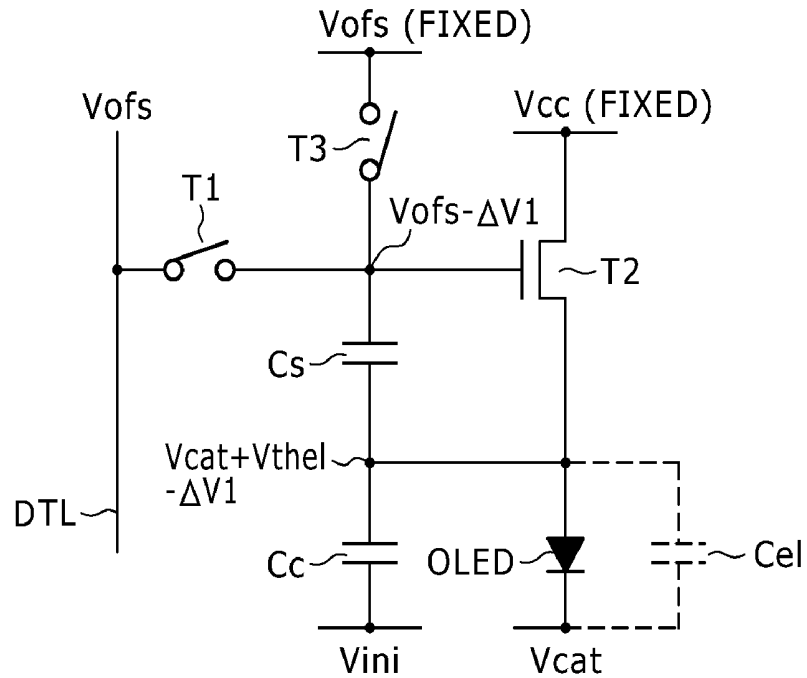 Vofs (FIXED)
Vofs
Vcc (FIXED)
T3
T1
Vofs-ΔV1
T2
Cs
Vcat+Vthel
-ΔV1
DTL
Cc
OLED
Cel
Vini
Vcat